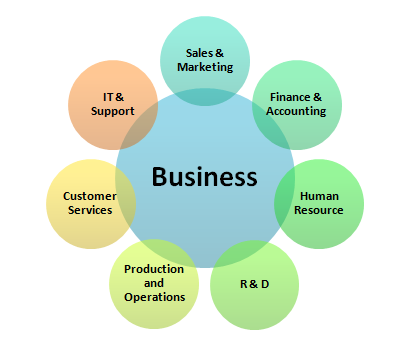 Sales &
Marketing
Finance &
Accounting
Human
Resource
R & D
Production
and
Operations
Customer
Services
IT &
Support
Business